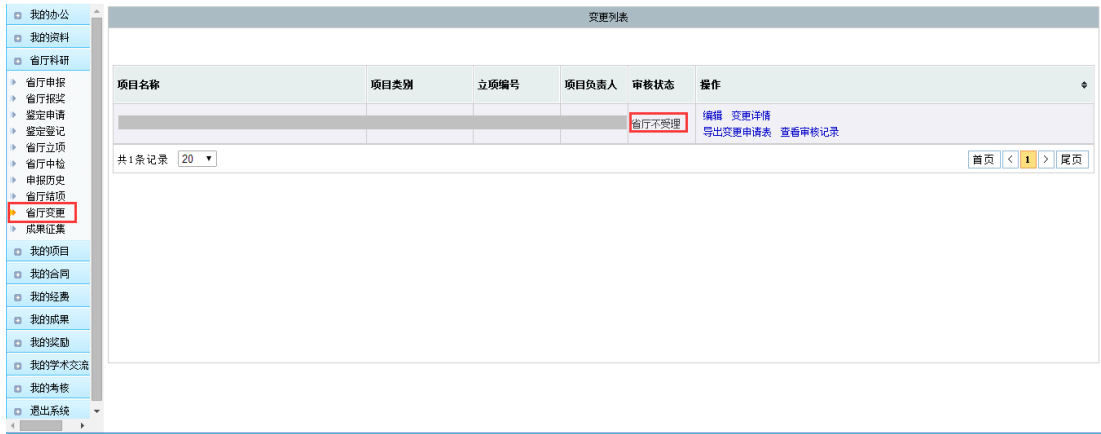 我的办公
我的资料
省厅科研
省厅申报
省厅报奖
鉴定申请
鉴定登记
省厅立项
省厅中检
申报历史
省厅结项
省厅变更
成果征集
我的项目
我的合同
我的经费
我的成果
我的奖励
我的学术交流
我的考核
退出系统
变更列表
项目名称 项目类别 立项编号 项目负责人 审核状态 操作
省厅不受理 编辑 变更详情
导出变更申请表 查看审核记录
共1条记录 20 首页 < 1 > 尾页